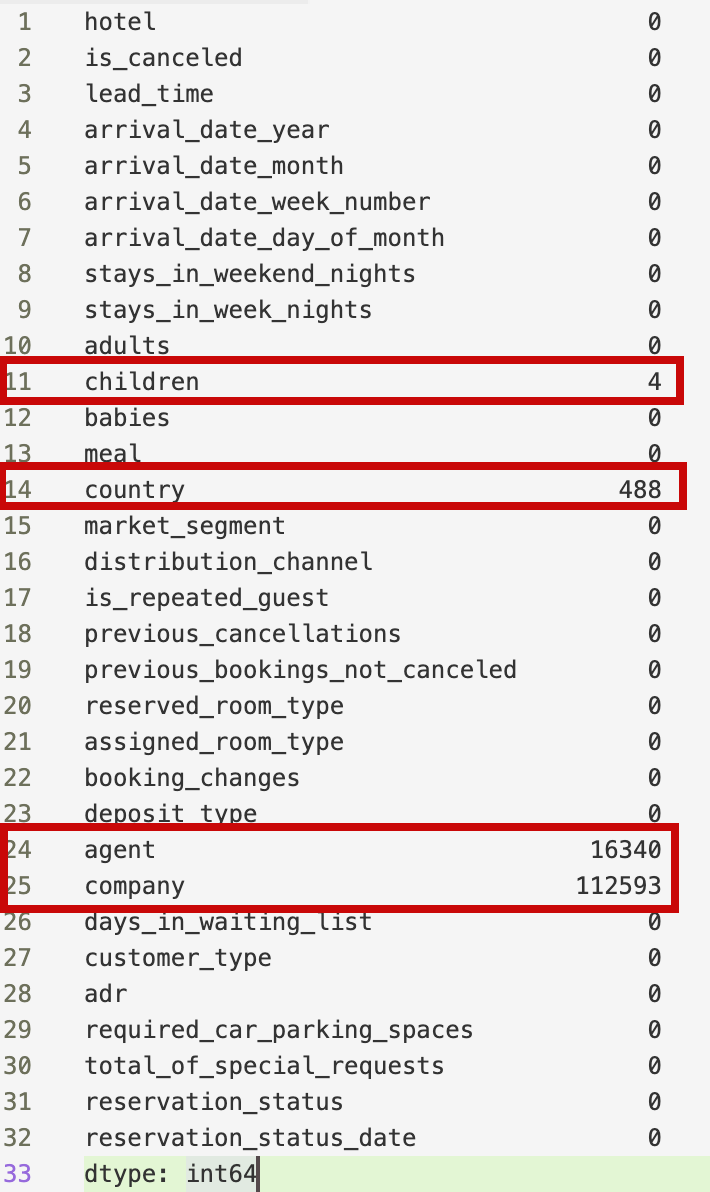 1 hotel 0
2 is_canceled 0
3 lead_time 0
4 arrival_date_year 0
5 arrival_date_month 0
6 arrival_date_week_number 0
7 arrival_date_day_of_month 0
8 stays_in_weekend_nights 0
9 stays_in_week_nights 0
10 adults 0
11 children 4
12 babies 0
13 meal 0
14 country 488
15 market_segment 0
16 distribution_channel 0
17 is_repeated_guest 0
18 previous_cancellations 0
19 previous_bookings_not_canceled 0
20 reserved_room_type 0
21 assigned_room_type 0
22 booking_changes 0
23 deposit_type 0
24 agent 16340
25 company 112593
26 days_in_waiting_list 0
27 customer_type 0
28 adr 0
29 required_car_parking_spaces 0
30 total_of_special_requests 0
31 reservation_status 0
32 reservation_status_date 0
33 dtype: int64